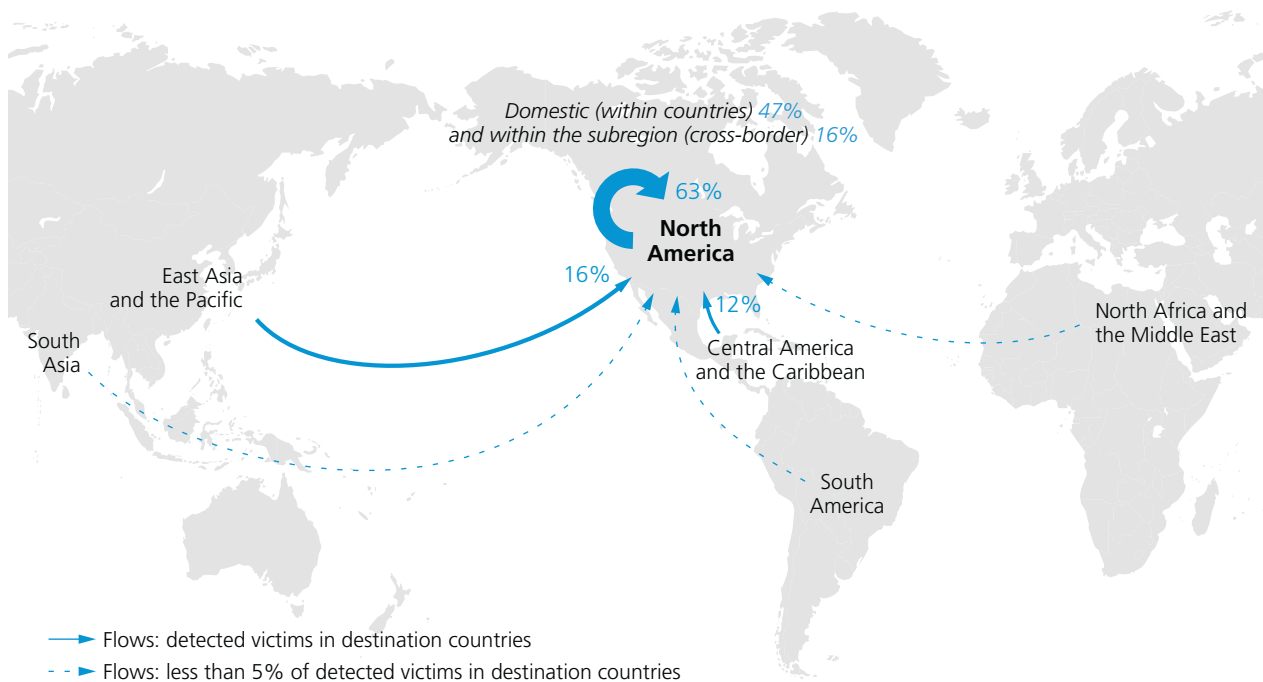 Domestic (within countries) 47%
and within the subregion (cross-border) 16%
63%
North
America
16%
East Asia
and the Pacific
12%
North Africa and
the Middle East
South
Asia
Central America
and the Caribbean
South
America
Flows: detected victims in destination countries
Flows: less than 5% of detected victims in destination countries